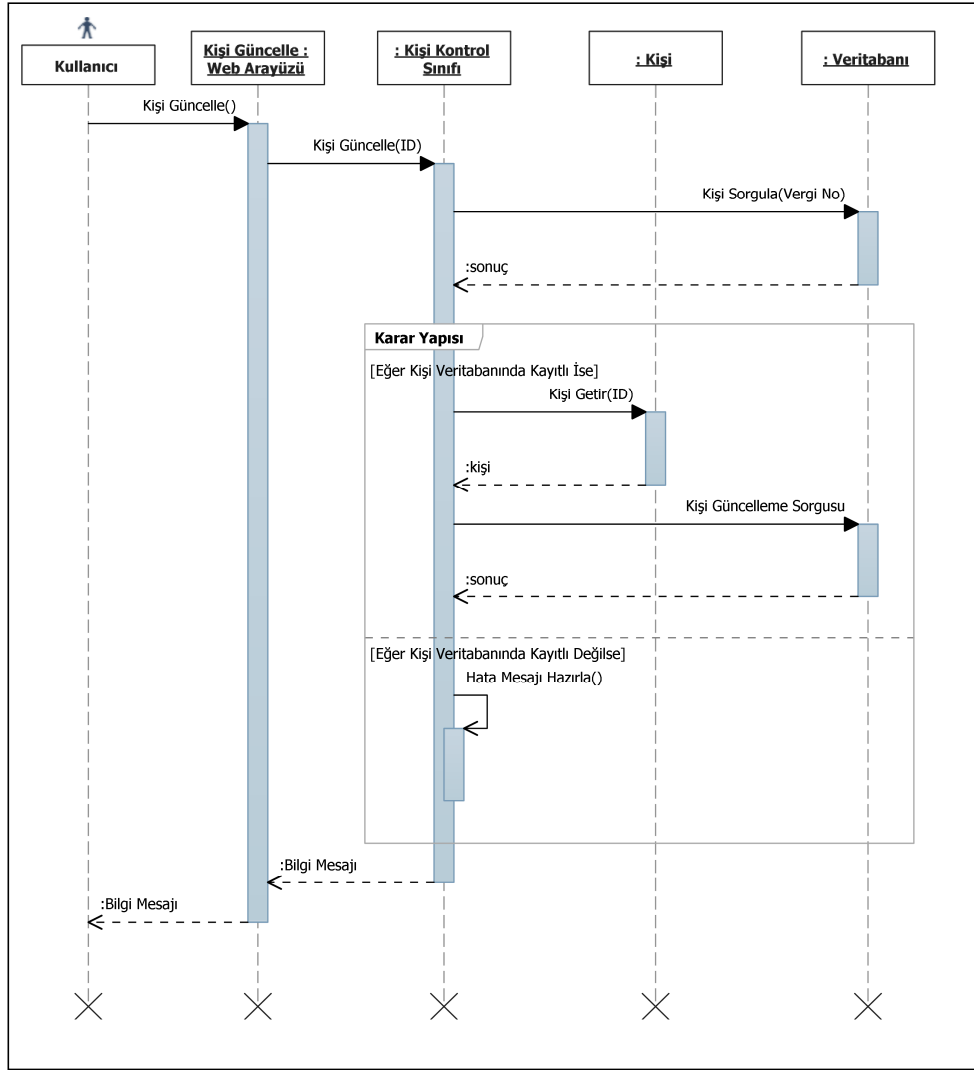 Kullanıcı
Kişi Güncelle :
Web Arayüzü
: Kişi Kontrol
Sınıfı
: Kişi
: Veritabanı
Kişi Güncelle()
Kişi Güncelle(ID)
Kişi Sorgula(Vergi No)
:sonuç
Karar Yapısı
[Eğer Kişi Veritabanında Kayıtlı İse]
Kişi Getir(ID)
:kişi
Kişi Güncelleme Sorgusu
:sonuç
[Eğer Kişi Veritabanında Kayıtlı Değilse]
Hata Mesajı Hazırla()
:Bilgi Mesajı
:Bilgi Mesajı